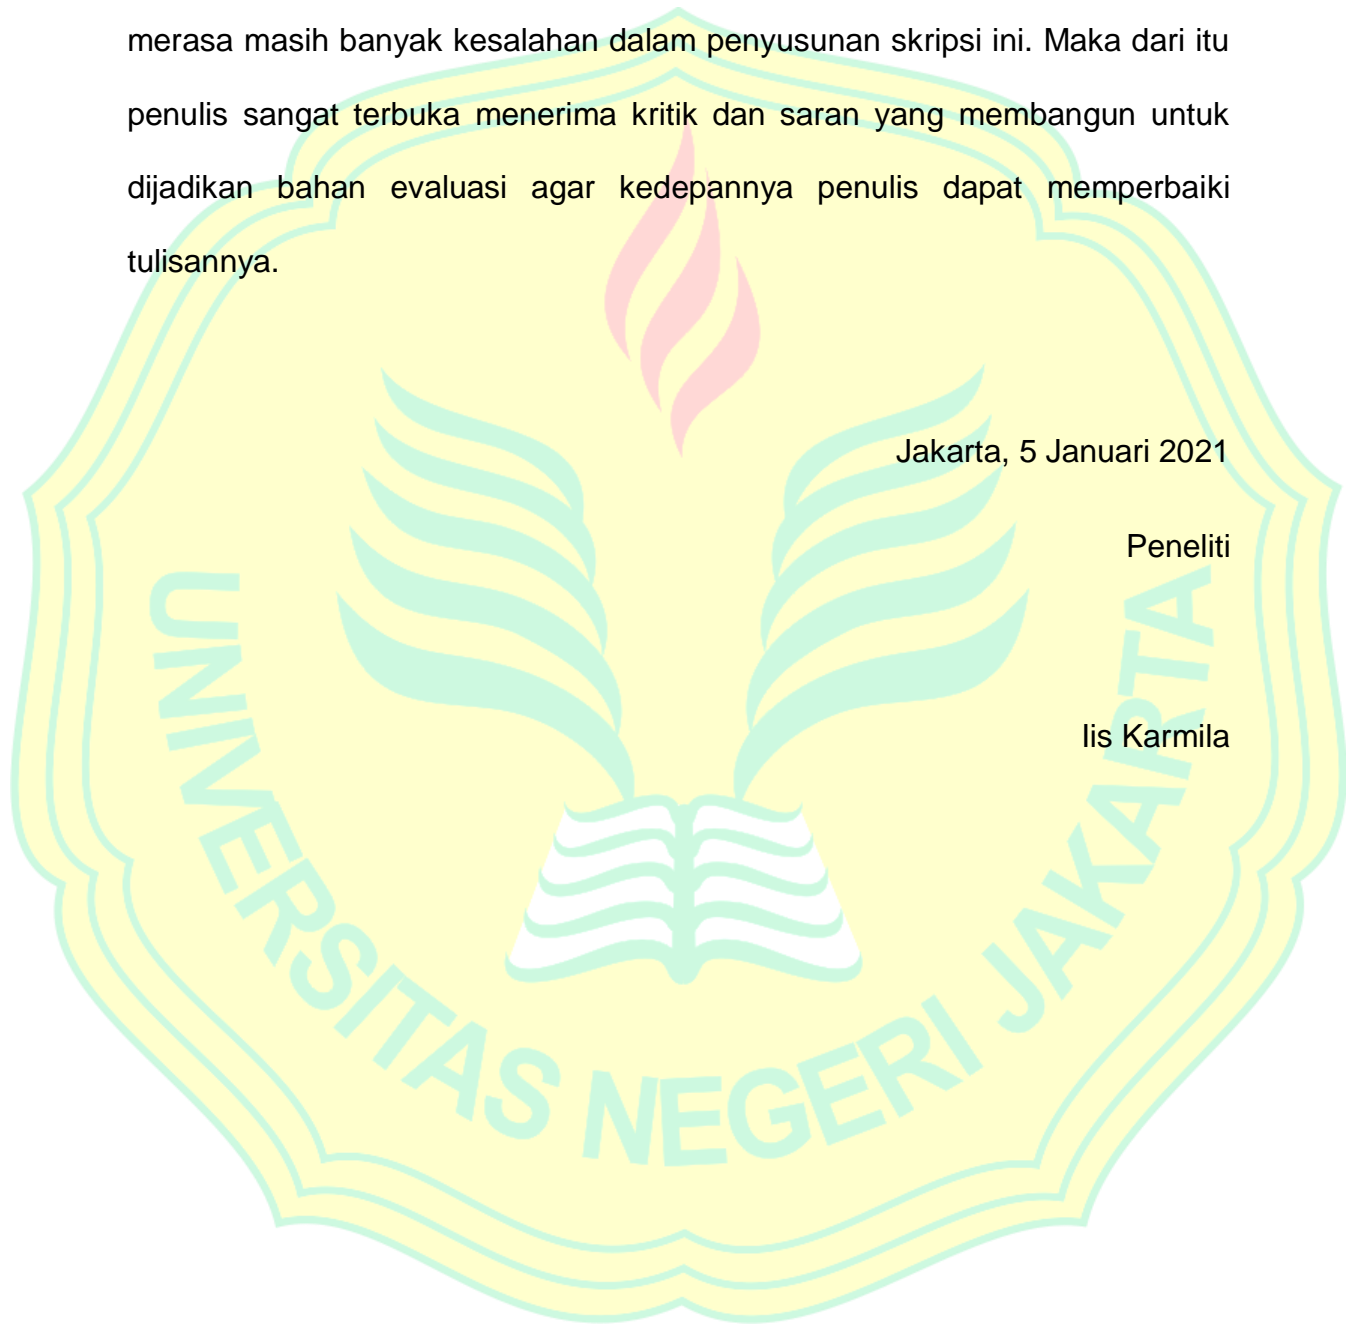 merasa masih banyak kesalahan dalam penyusunan skripsi ini. Maka dari itu
penulis sangat terbuka menerima kritik dan saran yang membangun untuk
dijadikan bahan evaluasi agar kedepannya penulis dapat memperbaiki
tulisannya.
Jakarta, 5 Januari 2021
Peneliti
Iis Karmila
UNIVERSITAS NEGERI JAKARTA